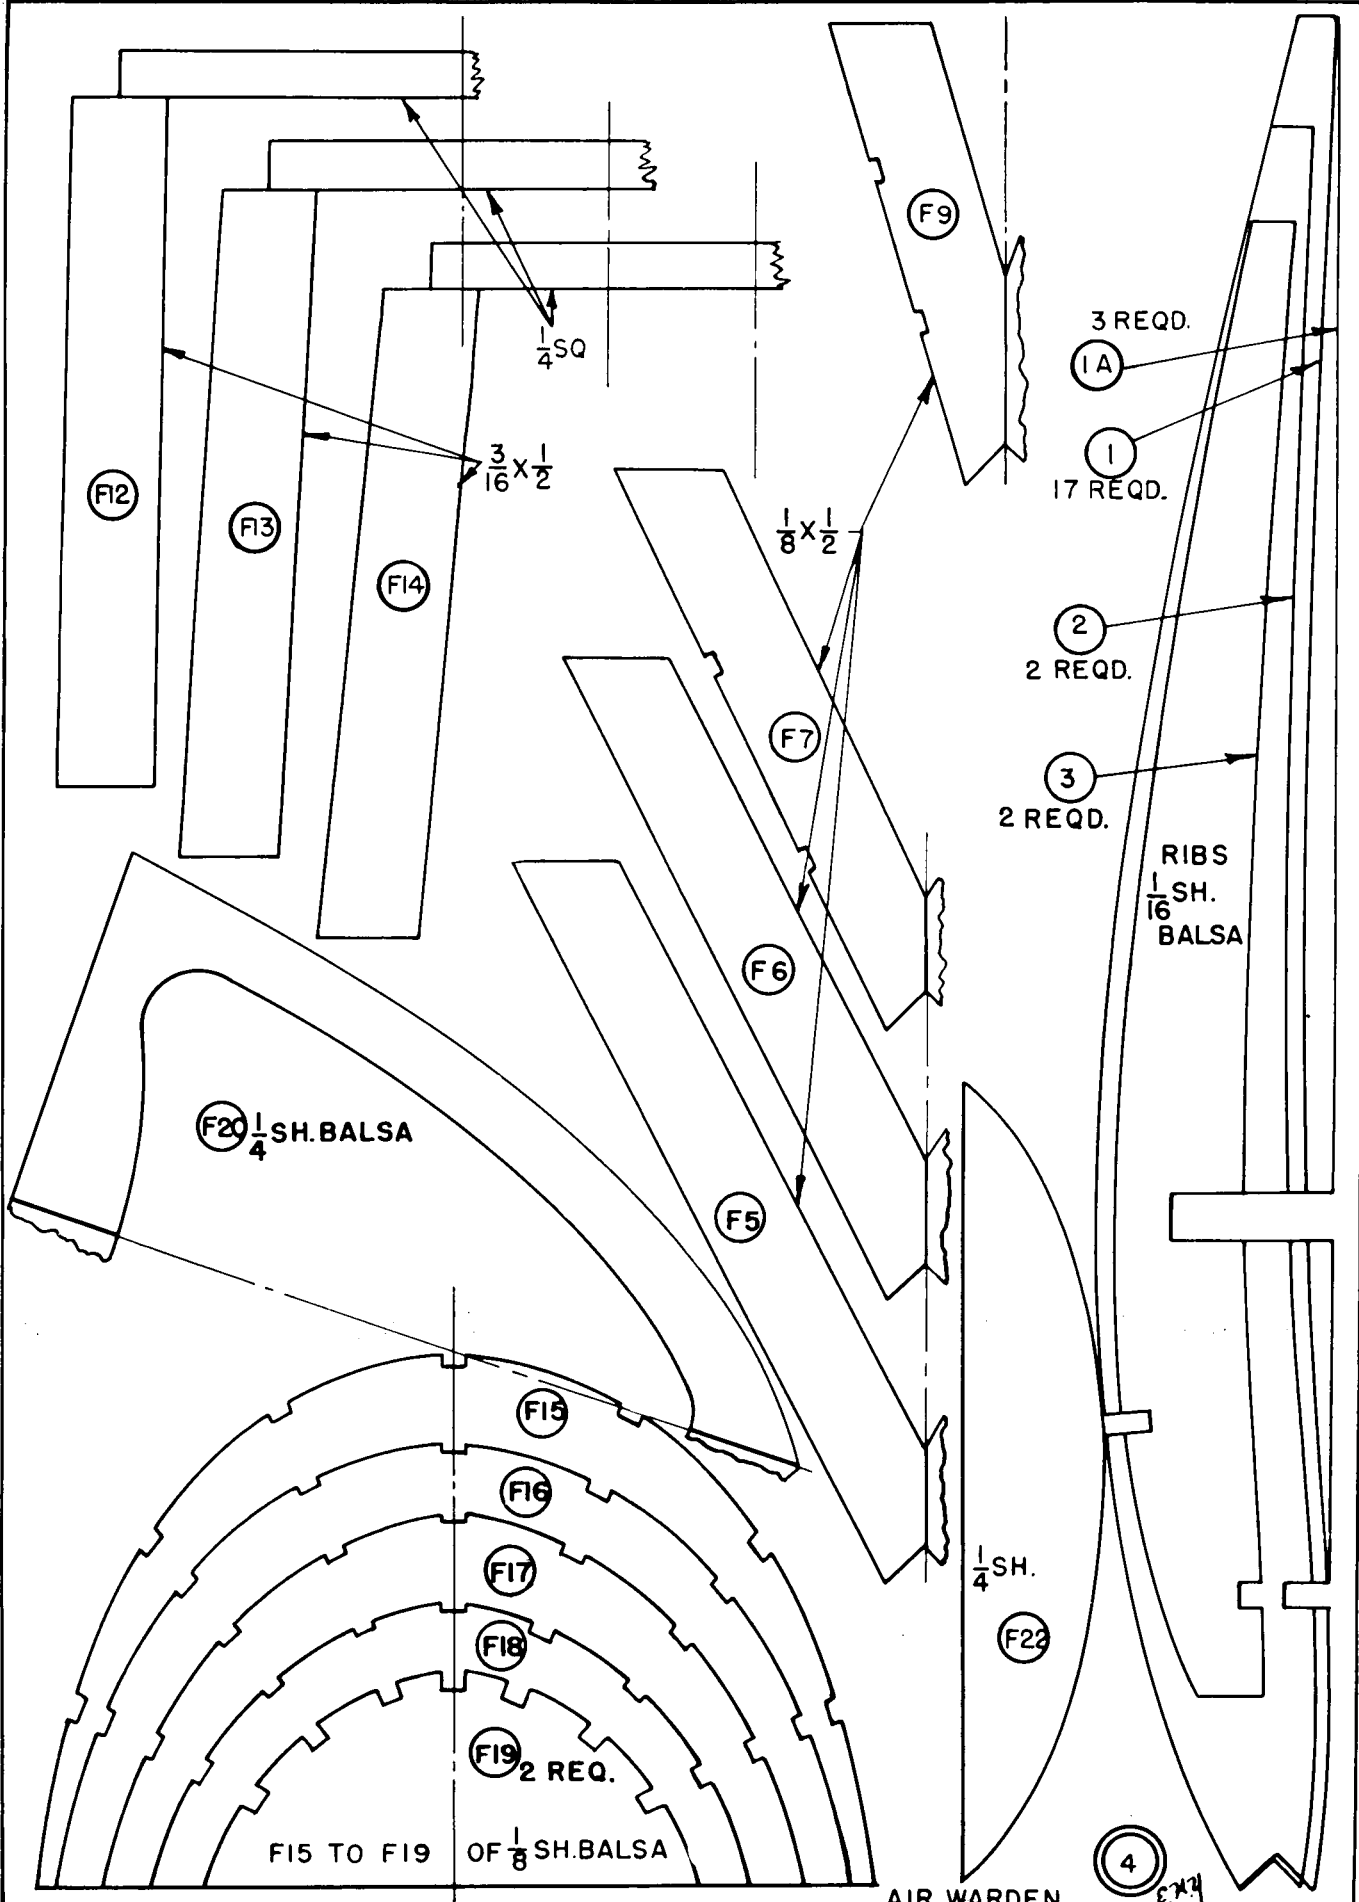 F9
1/4 SQ
3 REQD.
1A
1
17 REQD.
3/16 X 1/2
F12
F13
F14
1/8 X 1/2
2
2 REQD.
3
2 REQD.
F7
RIBS
1/16 SH.
BALSA
F6
F20 1/4 SH. BALSA
F5
F15
F16
F17
1/4 SH.
F18
F22
F19 2 REQ.
F15 TO F19 OF 1/8 SH. BALSA
4
AIR WARDEN